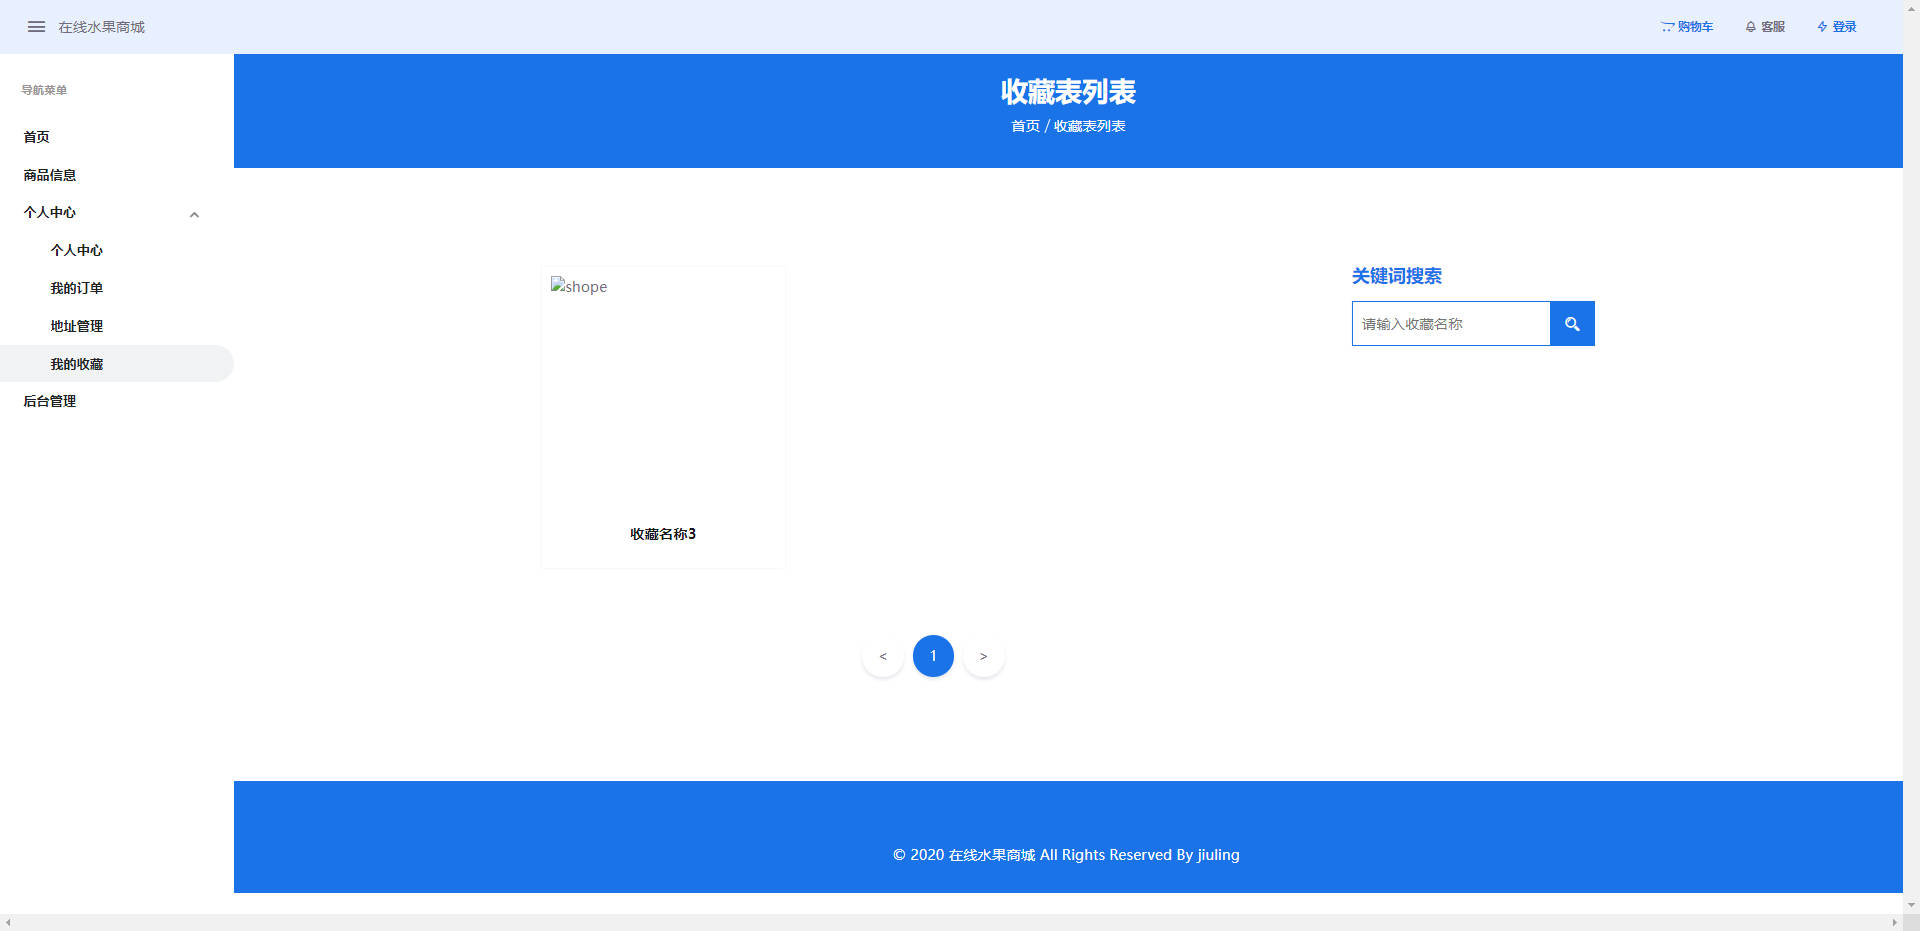 在线水果商城
购物车
客服
登录
导航菜单
首页
商品信息
个人中心
个人中心
我的订单
地址管理
我的收藏
后台管理
收藏表列表
首页 / 收藏表列表
shope
收藏名称3
关键词搜索
请输入收藏名称
< 1 >
© 2020 在线水果商城 All Rights Reserved By jiuling